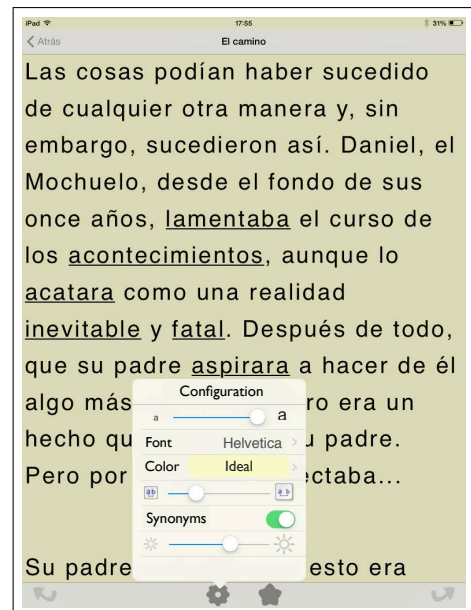 iPad 17:55 31%
Atrás El camino
Las cosas podían haber sucedido
de cualquier otra manera y, sin
embargo, sucedieron así. Daniel, el
Mochuelo, desde el fondo de sus
once años, lamentaba el curso de
los acontecimientos, aunque lo
acatara como una realidad
inevitable y fatal. Después de todo,
que su padre aspirara a hacer de él
algo más ro era un
hecho qu u padre.
Pero por ectaba...
Su padre esto era
Configuration
a a
Font Helvetica
Color Ideal
ab a b
Synonyms